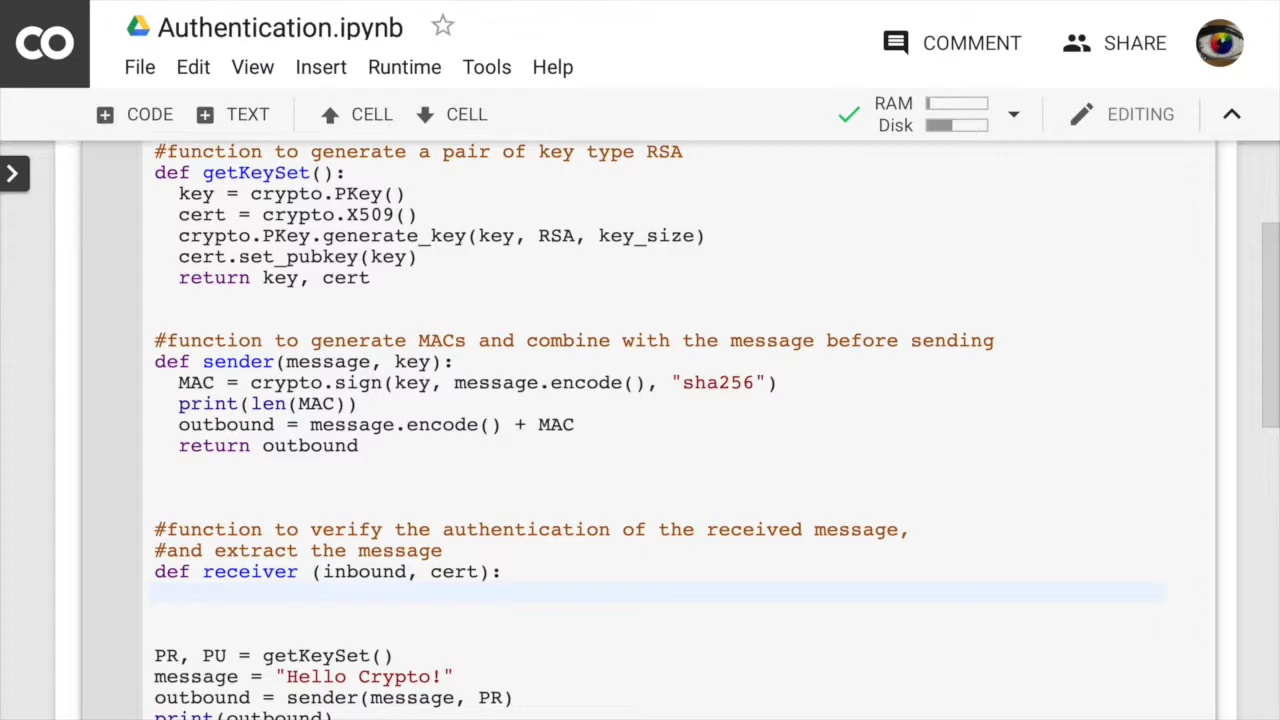 CO
Authentication.ipynb
COMMENT
SHARE
File Edit View Insert Runtime Tools Help
CODE TEXT CELL CELL
RAM
Disk
EDITING
#function to generate a pair of key type RSA
def getKeySet():
  key = crypto.PKey()
  cert = crypto.X509()
  crypto.PKey.generate_key(key, RSA, key_size)
  cert.set_pubkey(key)
  return key, cert
#function to generate MACs and combine with the message before sending
def sender(message, key):
  MAC = crypto.sign(key, message.encode(), "sha256")
  print(len(MAC))
  outbound = message.encode() + MAC
  return outbound
#function to verify the authentication of the received message,
#and extract the message
def receiver (inbound, cert):
PR, PU = getKeySet()
message = "Hello Crypto!"
outbound = sender(message, PR)
print(outbound)